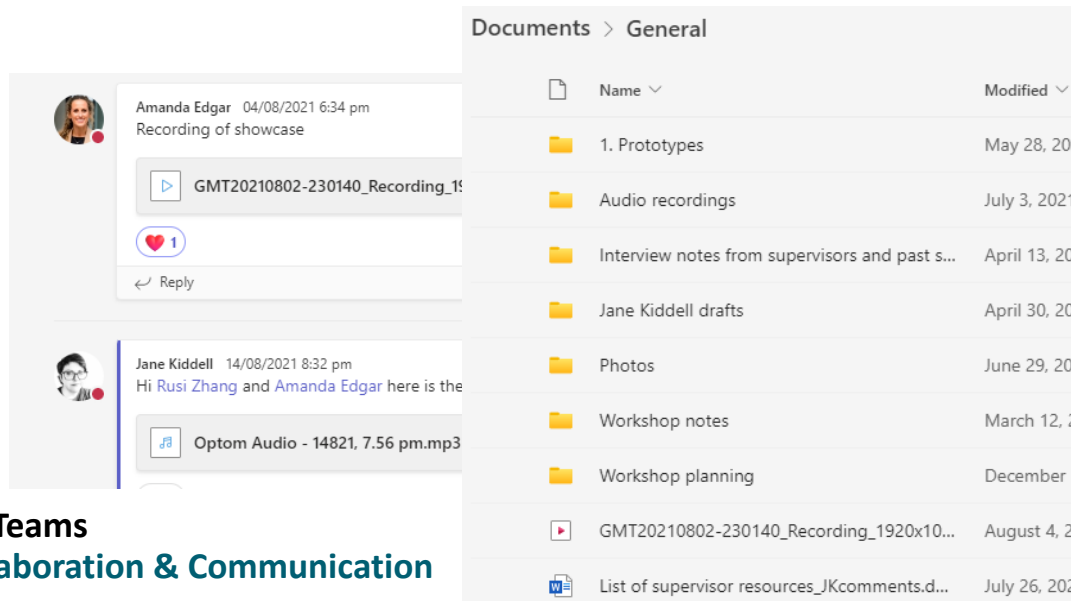 Amanda Edgar 04/08/2021 6:34 pm
Recording of showcase
GMT20210802-230140_Recording_19
1
Reply
Jane Kiddell 14/08/2021 8:32 pm
Hi Rusi Zhang and Amanda Edgar here is the
Optom Audio - 14821, 7.56 pm.mp3
Teams
aboration & Communication
Documents > General
Name Modified
1. Prototypes May 28, 20
Audio recordings July 3, 2021
Interview notes from supervisors and past s... April 13, 20
Jane Kiddell drafts April 30, 20
Photos June 29, 20
Workshop notes March 12, 2
Workshop planning December
GMT20210802-230140_Recording_1920x10... August 4, 2
List of supervisor resources_JKcomments.d... July 26, 202